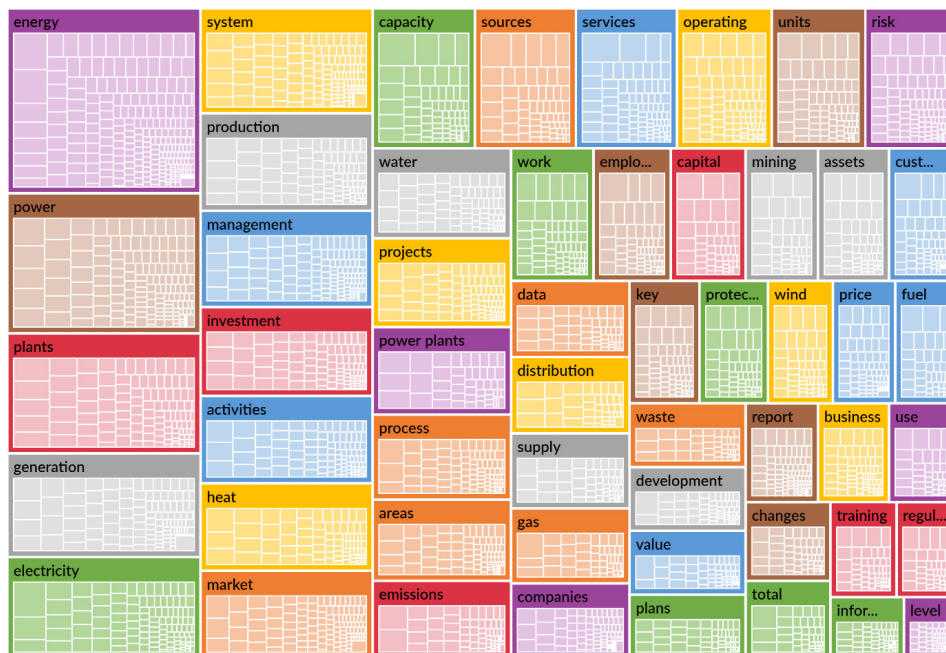 energy
power
plants
generation
electricity
system
production
management
investment
activities
heat
market
capacity
sources
services
operating
units
risk
water
projects
power plants
process
areas
emissions
work
emplo...
capital
mining
assets
cust...
data
distribution
supply
gas
companies
key
protec...
wind
price
fuel
waste
development
value
plans
report
business
use
changes
training
regul...
total
infor...
level